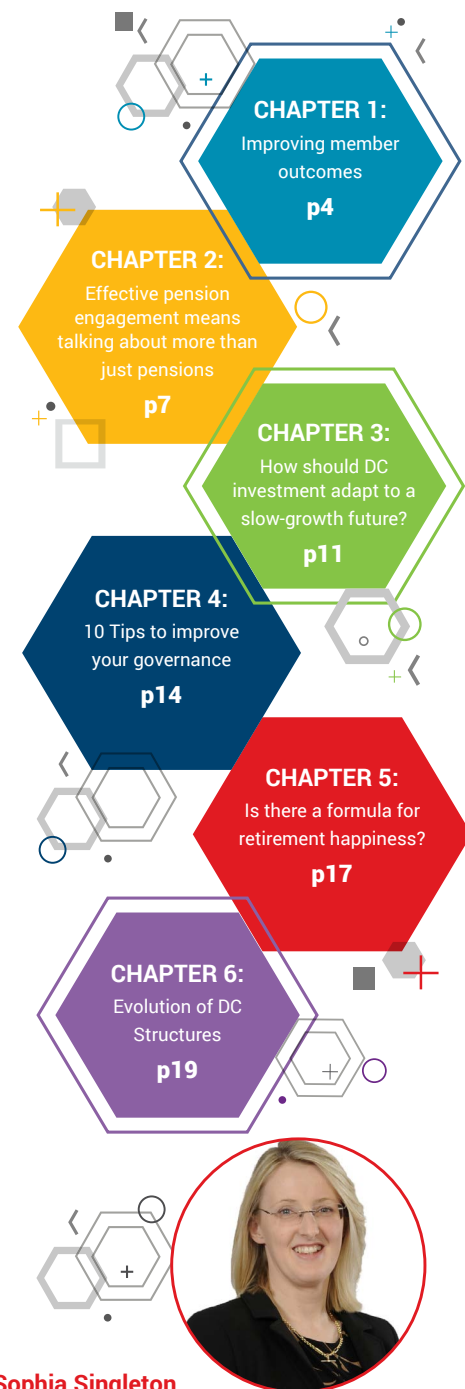 CHAPTER 1:
Improving member
outcomes
p4
CHAPTER 2:
Effective pension
engagement means
talking about more than
just pensions
p7
CHAPTER 3:
How should DC
investment adapt to a
slow-growth future?
p11
CHAPTER 4:
10 Tips to improve
your governance
p14
CHAPTER 5:
Is there a formula for
retirement happiness?
p17
CHAPTER 6:
Evolution of DC
Structures
p19
Sophia Singleton